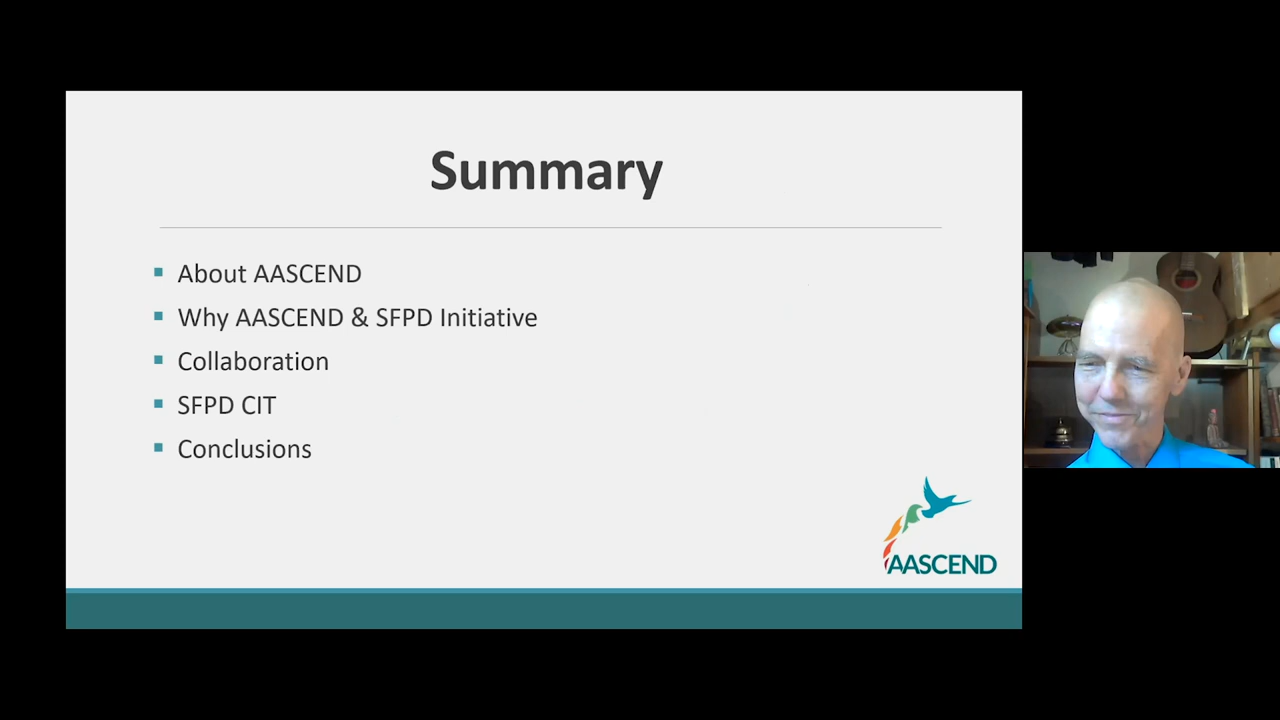 Summary
About AASCEND
Why AASCEND & SFPD Initiative
Collaboration
SFPD CIT
Conclusions
AASCEND